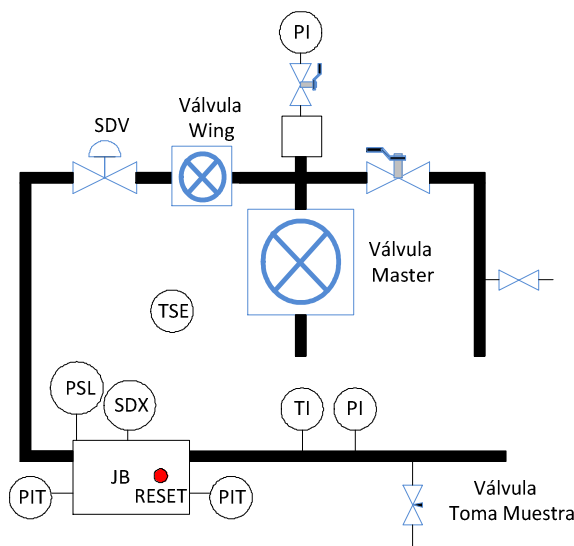 PI
Válvula
Wing
SDV
Válvula
Master
TSE
PSL
SDX
TI
PI
JB
RESET
PIT
PIT
Válvula
Toma Muestra